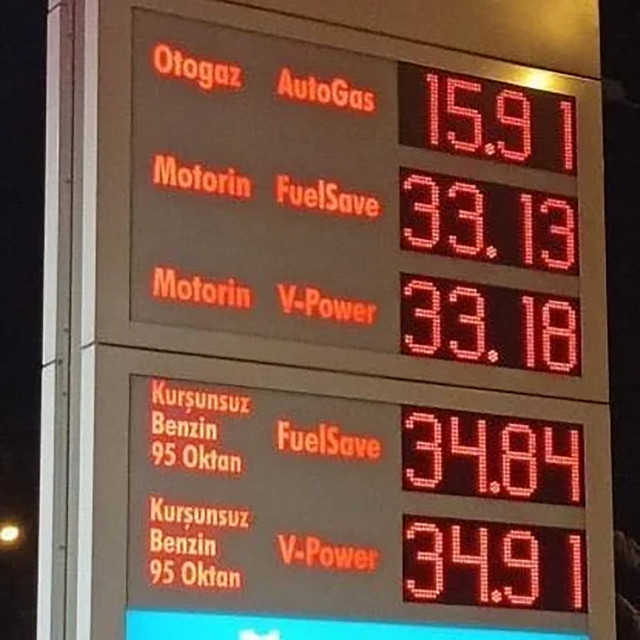 Otogaz AutoGas 15.91
Motorin FuelSave 33.13
Motorin V-Power 33.18
Kurşunsuz
Benzin FuelSave 34.84
95 Oktan
Kurşunsuz
Benzin V-Power 34.91
95 Oktan